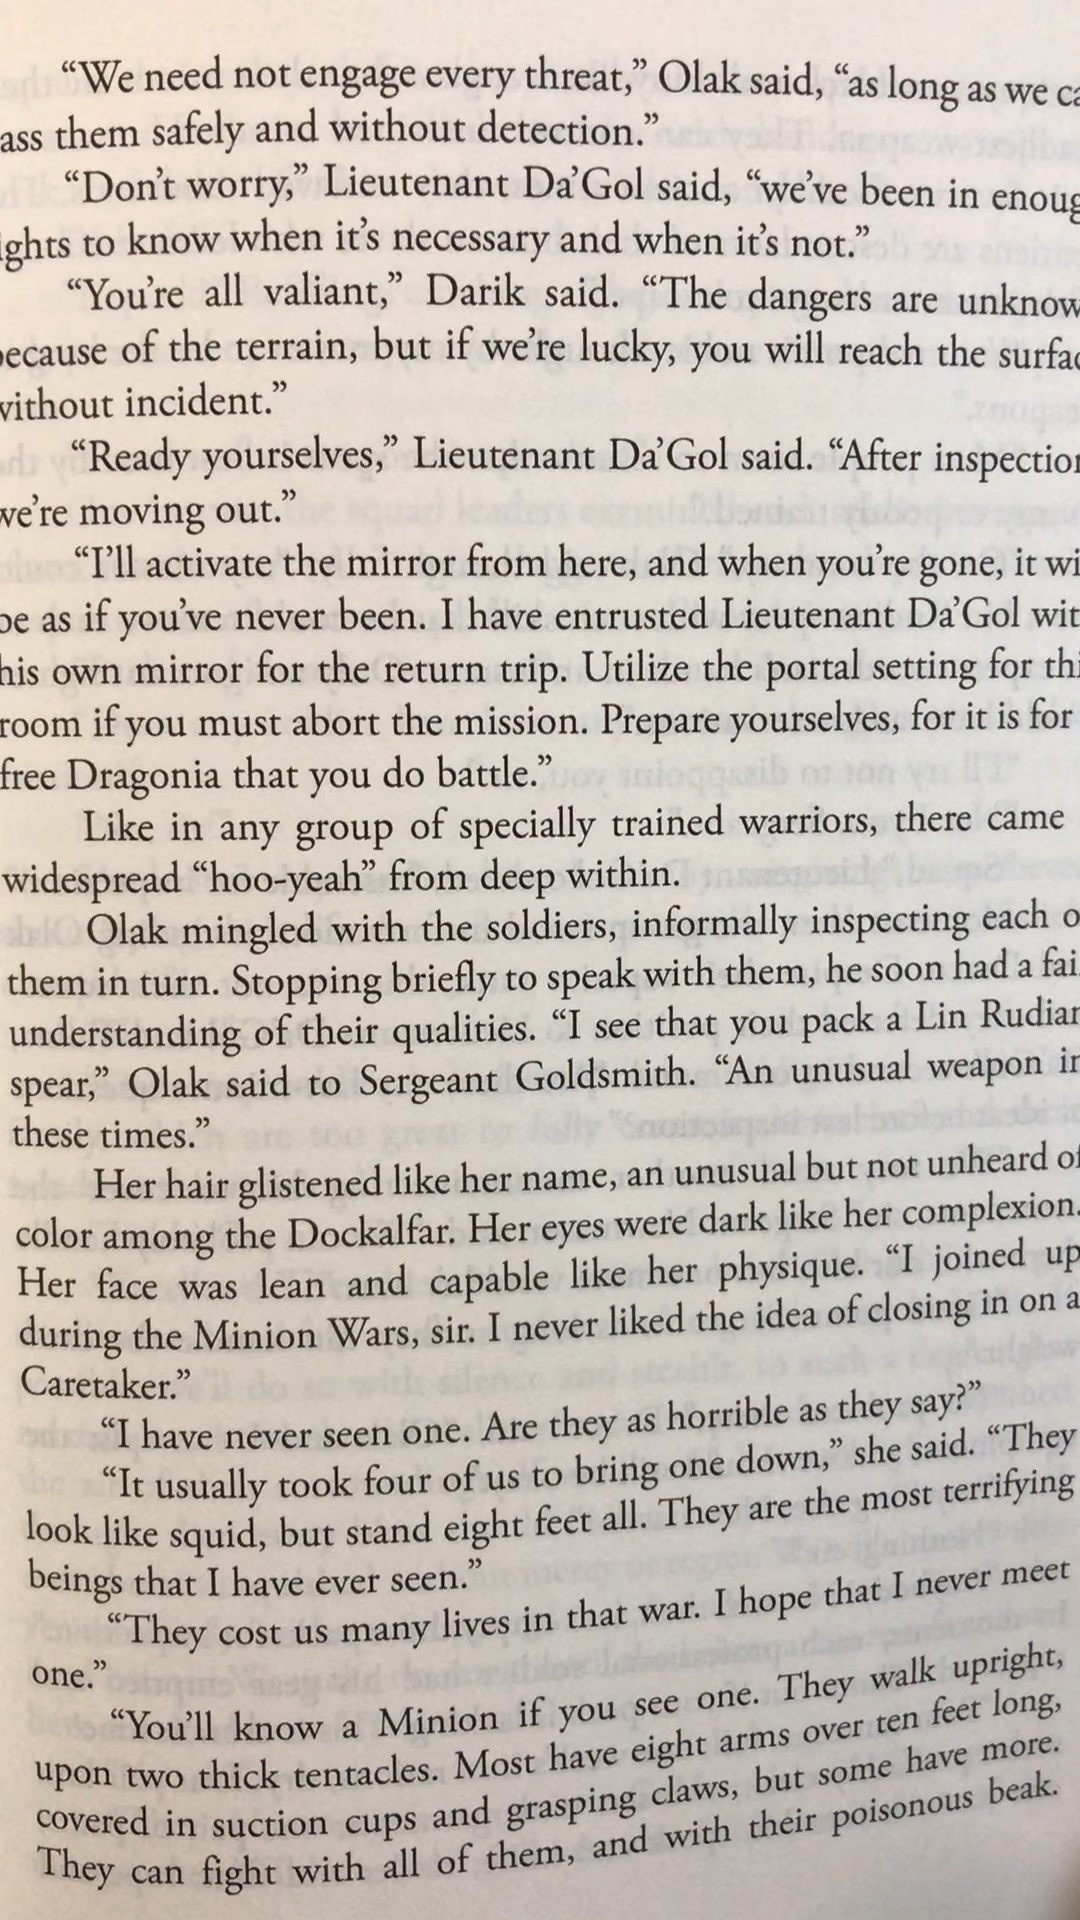 “We need not engage every threat,” Olak said, “as long as we ca
ass them safely and without detection.”
“Don’t worry,” Lieutenant Da’Gol said, “we’ve been in enoug
ights to know when it’s necessary and when it’s not.”
“You’re all valiant,” Darik said. “The dangers are unknow
ecause of the terrain, but if we’re lucky, you will reach the surfac
vithout incident.”
“Ready yourselves,” Lieutenant Da’Gol said. “After inspection
we’re moving out.”
“I’ll activate the mirror from here, and when you’re gone, it wi
be as if you’ve never been. I have entrusted Lieutenant Da’Gol wit
his own mirror for the return trip. Utilize the portal setting for thi
room if you must abort the mission. Prepare yourselves, for it is for
free Dragonia that you do battle.”
Like in any group of specially trained warriors, there came
widespread “hoo-yeah” from deep within.
Olak mingled with the soldiers, informally inspecting each o
them in turn. Stopping briefly to speak with them, he soon had a fai
understanding of their qualities. “I see that you pack a Lin Rudian
spear,” Olak said to Sergeant Goldsmith. “An unusual weapon in
these times.”
Her hair glistened like her name, an unusual but not unheard of
color among the Dockalfar. Her eyes were dark like her complexion.
Her face was lean and capable like her physique. “I joined up
during the Minion Wars, sir. I never liked the idea of closing in on a
Caretaker.”
“I have never seen one. Are they as horrible as they say?”
“It usually took four of us to bring one down,” she said. “They
look like squid, but stand eight feet all. They are the most terrifying
beings that I have ever seen.”
“They cost us many lives in that war. I hope that I never meet
one.”
“You’ll know a Minion if you see one. They walk upright,
upon two thick tentacles. Most have eight arms over ten feet long,
covered in suction cups and grasping claws, but some have more.
They can fight with all of them, and with their poisonous beak.